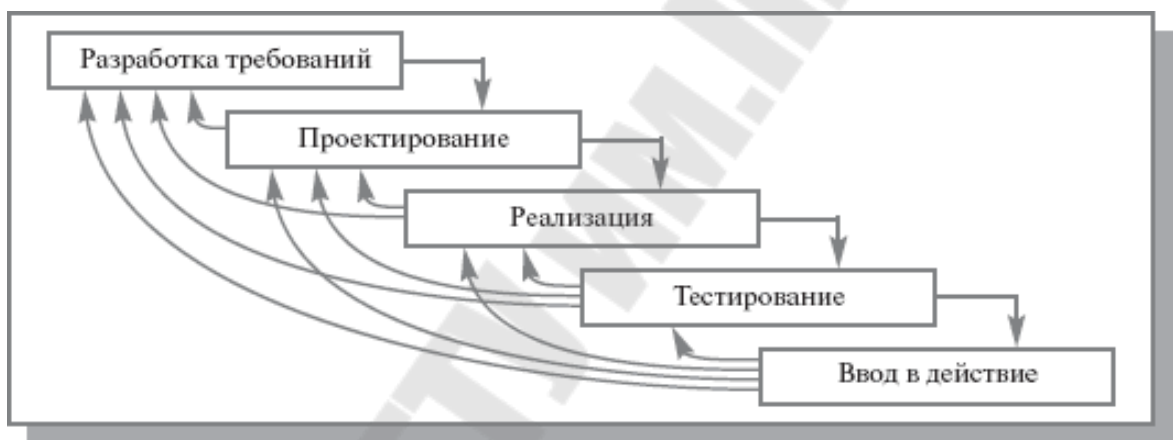 Разработка требований
Проектирование
Реализация
Тестирование
Ввод в действие